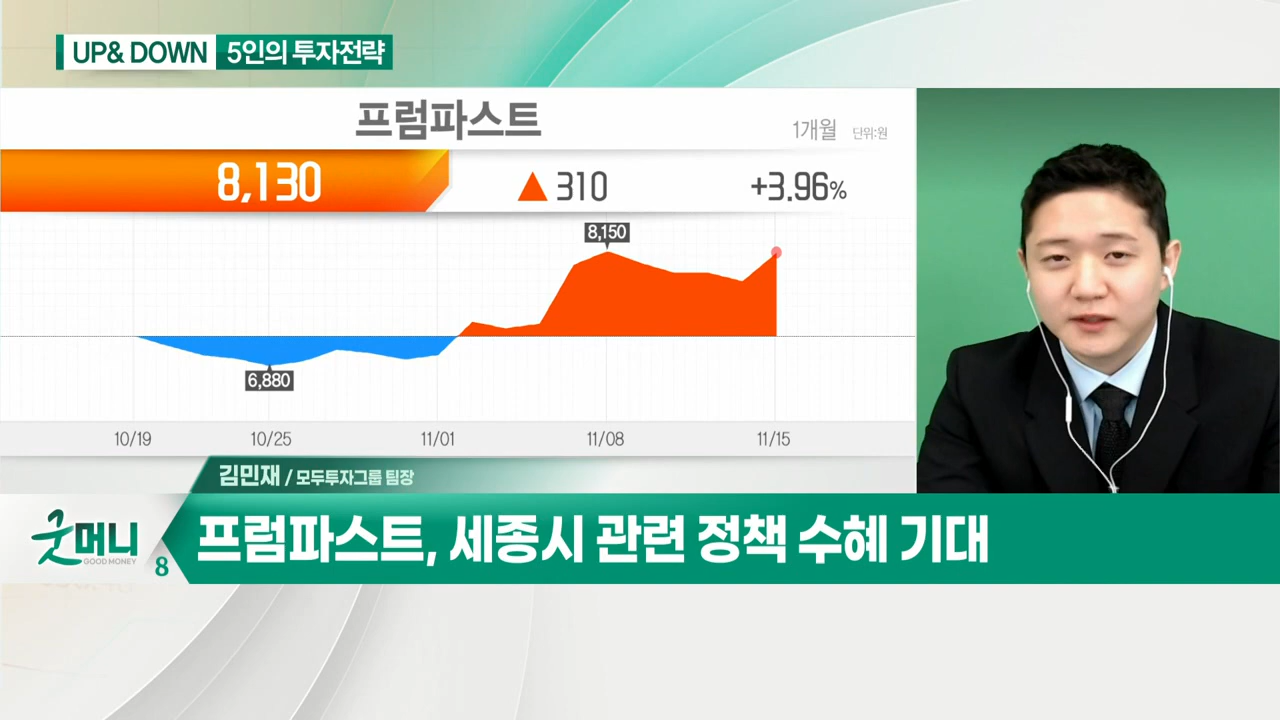 UP& DOWN 5인의 투자전략
프럼파스트
1개월 단위:원
8,130 ▲310 +3.96%
8,150
6,880
10/19 10/25 11/01 11/08 11/15
김민재 / 모두투자그룹 팀장
굿머니
GOOD MONEY
8
프럼파스트, 세종시 관련 정책 수혜 기대